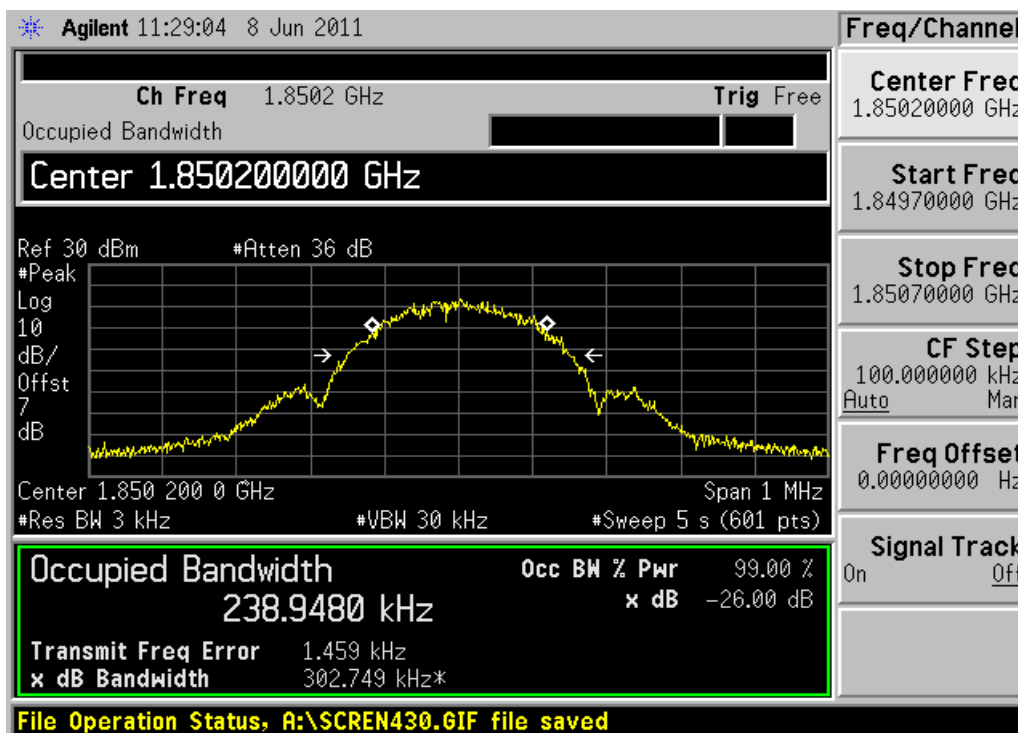 Agilent 11:29:04 8 Jun 2011
Freq/Channel
Ch Freq 1.8502 GHz
Trig Free
Occupied Bandwidth
Center 1.850200000 GHz
Ref 30 dBm #Atten 36 dB
#Peak
Log
10
dB/
Offst
7
dB
Center 1.850 200 0 GHz
Span 1 MHz
#Res BW 3 kHz #VBW 30 kHz #Sweep 5 s (601 pts)
Occupied Bandwidth
238.9480 kHz
Occ BW % Pwr 99.00 %
x dB -26.00 dB
Transmit Freq Error 1.459 kHz
x dB Bandwidth 302.749 kHz*
File Operation Status, A:\SCREN430.GIF file saved
Center Freq
1.85020000 GHz
Start Freq
1.84970000 GHz
Stop Freq
1.85070000 GHz
CF Step
100.000000 kHz
Auto Man
Freq Offset
0.00000000 Hz
Signal Track
On Off